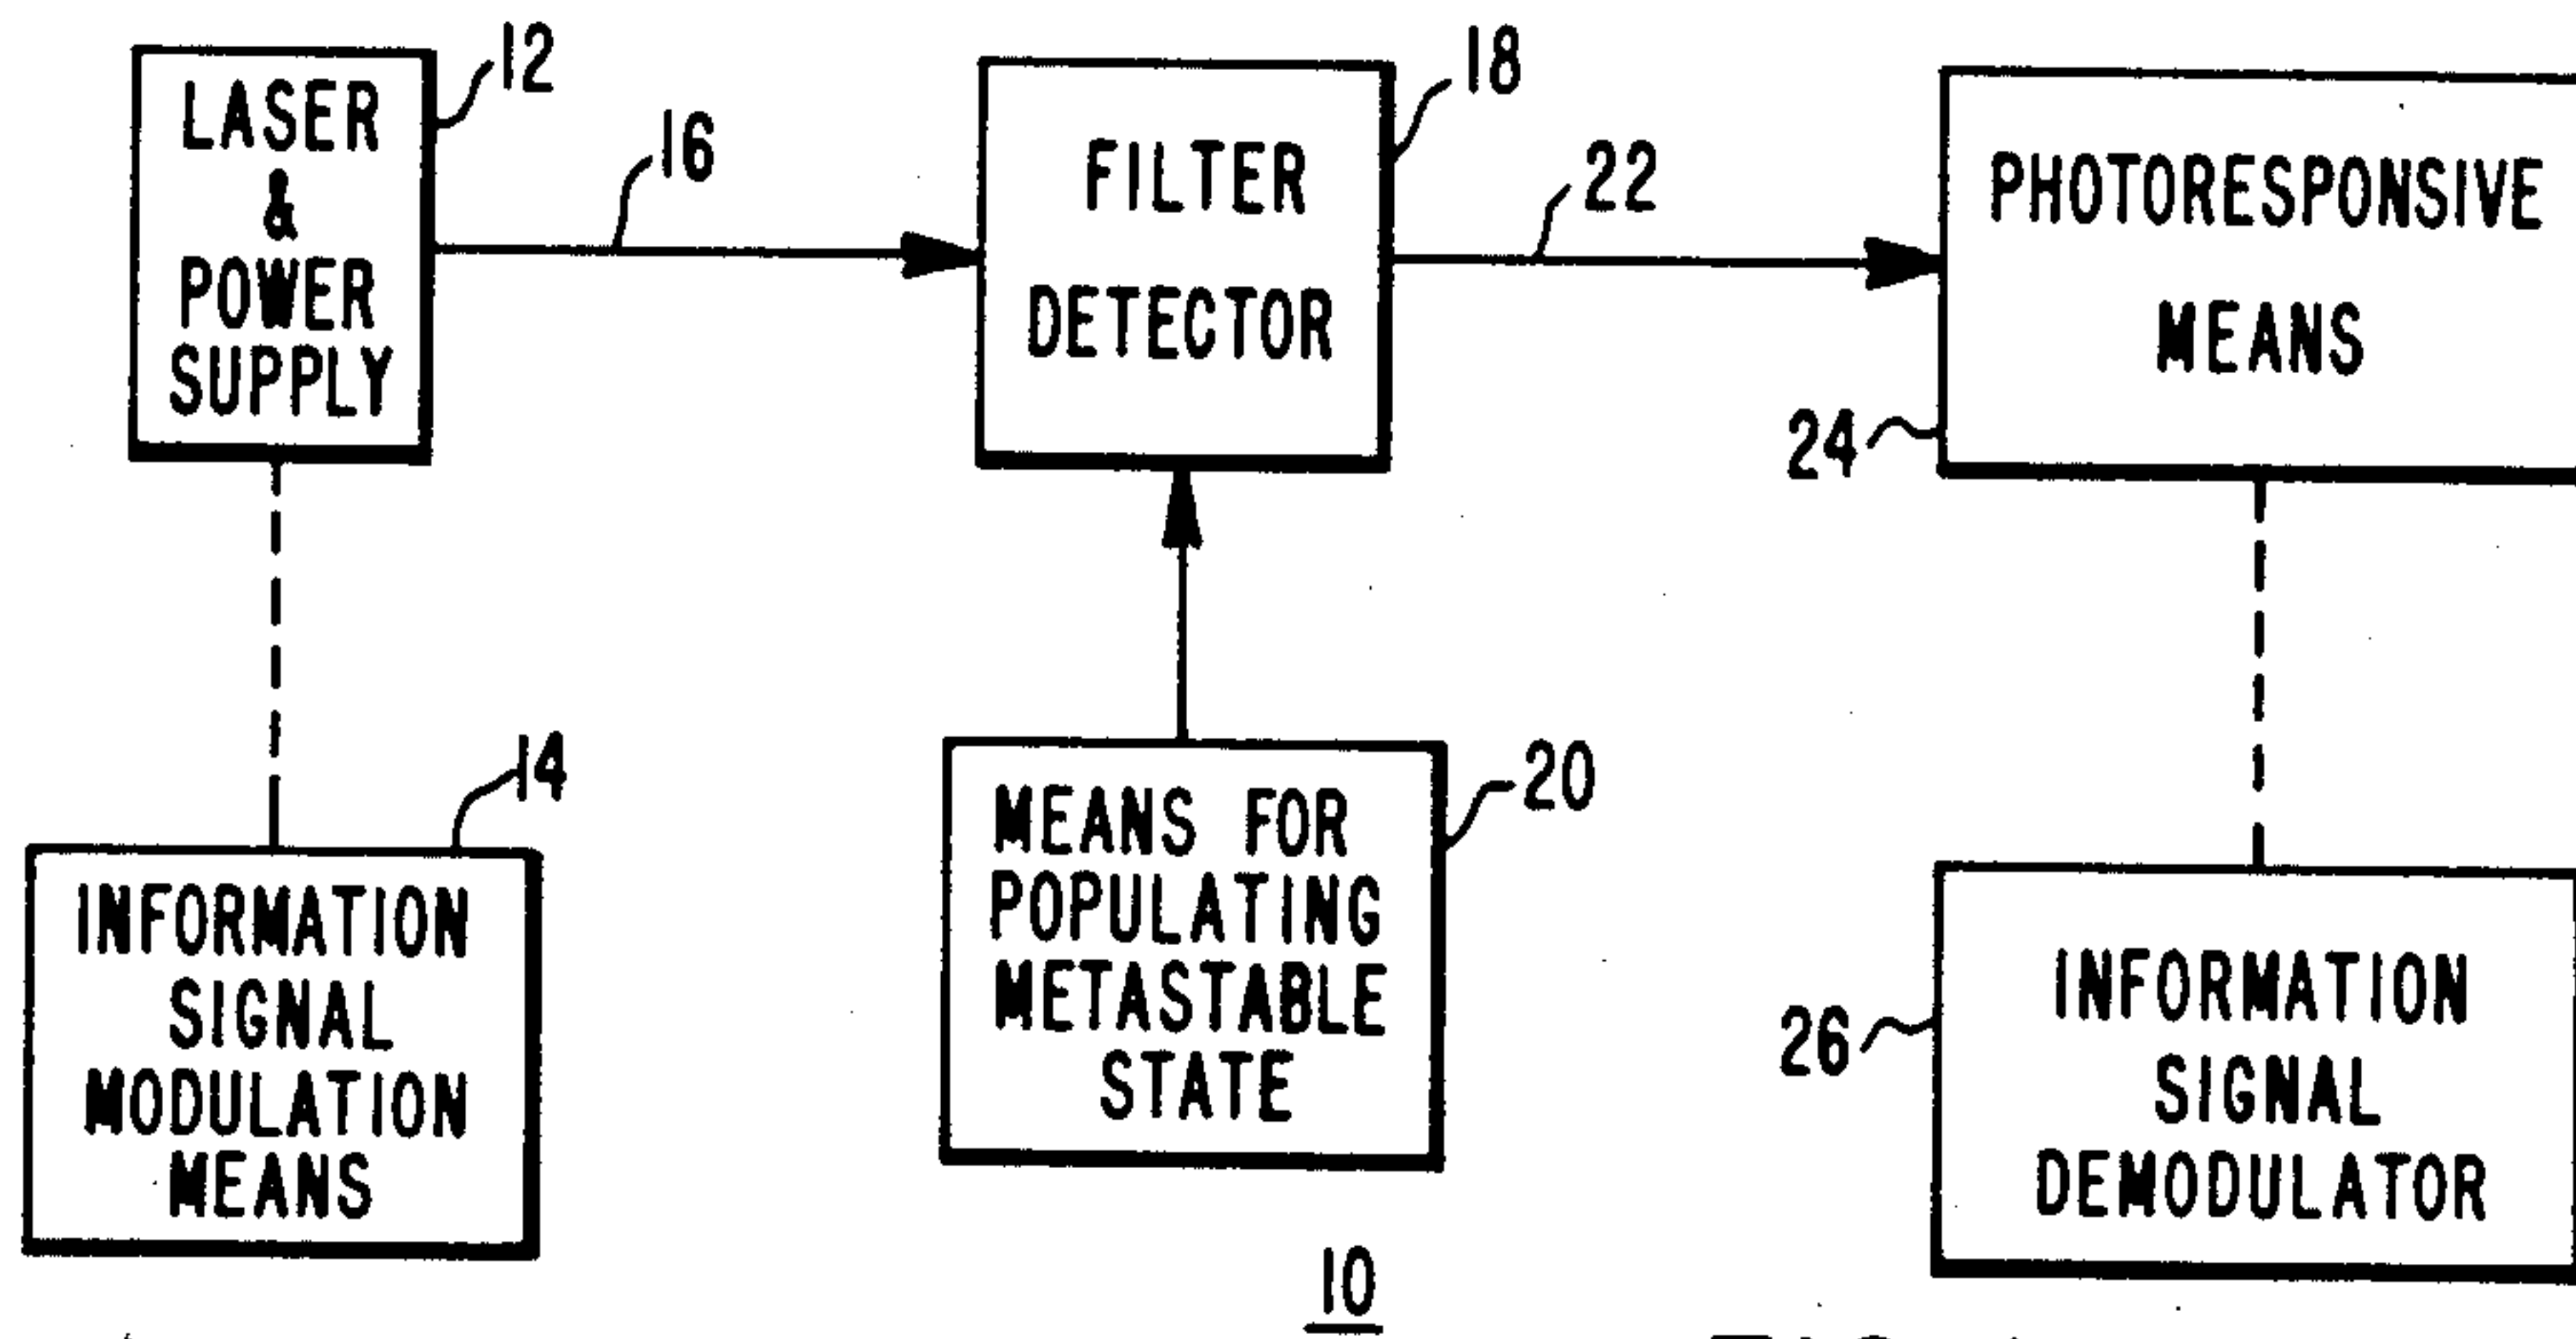 LASER
&
POWER
SUPPLY
12
16
FILTER
DETECTOR
18
22
PHOTORESPONSIVE
MEANS
24
14
INFORMATION
SIGNAL
MODULATION
MEANS
20
MEANS FOR
POPULATING
METASTABLE
STATE
26
INFORMATION
SIGNAL
DEMODULATOR
10